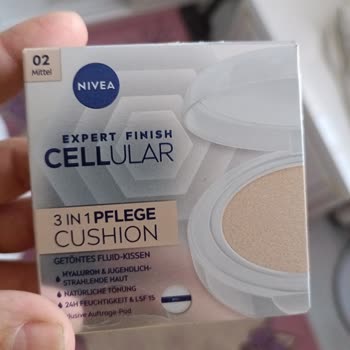 02
Mittel
NIVEA
EXPERT FINISH
CELLULAR
3 IN 1 PFLEGE
CUSHION
GETÖNTES FLUID-KISSEN
HYALURON & JUGENDLICH-
STRAHLENDE HAUT
NATÜRLICHE TÖNUNG
24H FEUCHTIGKEIT & LSF 15
Auftrage-Pad